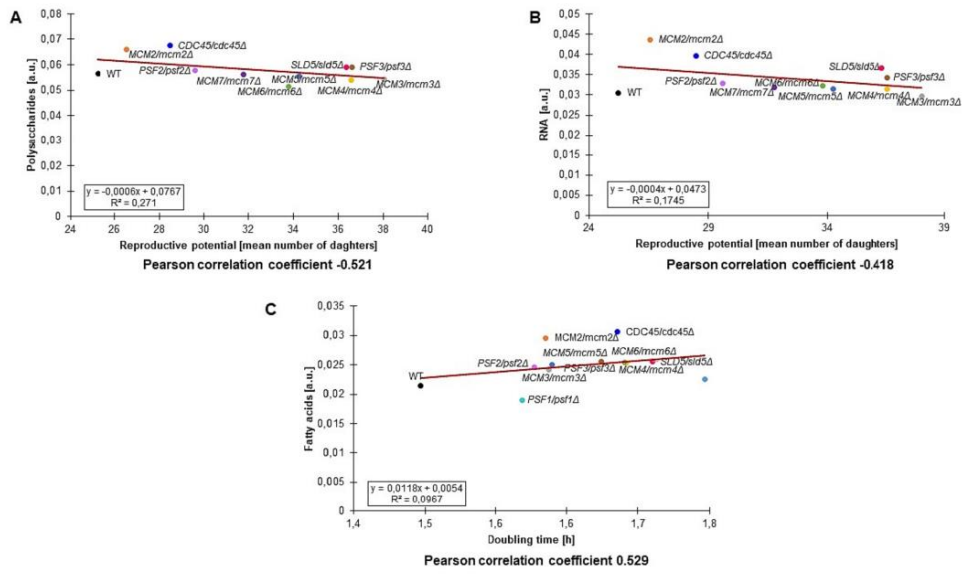 A
Polysaccharides [a.u.]
0,08
0,07
0,06
0,05
0,04
0,03
0,02
0,01
0
MCM2/mcm2Δ
CDC45/cdc45Δ
WT
PSF2/psf2Δ
MCM7/mcm7Δ
MCM6/mcm6Δ
MCM5/mcm5Δ
SLD5/sld5Δ
PSF3/psf3Δ
MCM4/mcm4Δ
MCM3/mcm3Δ
y = -0,0006x + 0,0767
R² = 0,271
24 26 28 30 32 34 36 38 40
Reproductive potential [mean number of daghters]
Pearson correlation coefficient -0.521
B
RNA [a.u.]
0,05
0,045
0,04
0,035
0,03
0,025
0,02
0,015
0,01
0,005
0
MCM2/mcm2Δ
CDC45/cdc45Δ
WT
PSF2/psf2Δ
MCM7/mcm7Δ
MCM6/mcm6Δ
MCM5/mcm5Δ
SLD5/sld5Δ
PSF3/psf3Δ
MCM4/mcm4Δ
MCM3/mcm3Δ
y = -0,0004x + 0,0473
R² = 0,1745
24 29 34 39
Reproductive potential [mean number of daughters]
Pearson correlation coefficient -0.418
C
Fatty acids [a.u.]
0,035
0,03
0,025
0,02
0,015
0,01
0,005
0
WT
MCM2/mcm2Δ
CDC45/cdc45Δ
MCM5/mcm5Δ
MCM6/mcm6Δ
PSF2/psf2Δ
PSF3/psf3Δ
SLD5/sld5Δ
MCM3/mcm3Δ
MCM4/mcm4Δ
PSF1/psf1Δ
y = 0,0118x + 0,0054
R² = 0,0967
1,4 1,5 1,6 1,6 1,7 1,8
Doubling time [h]
Pearson correlation coefficient 0.529